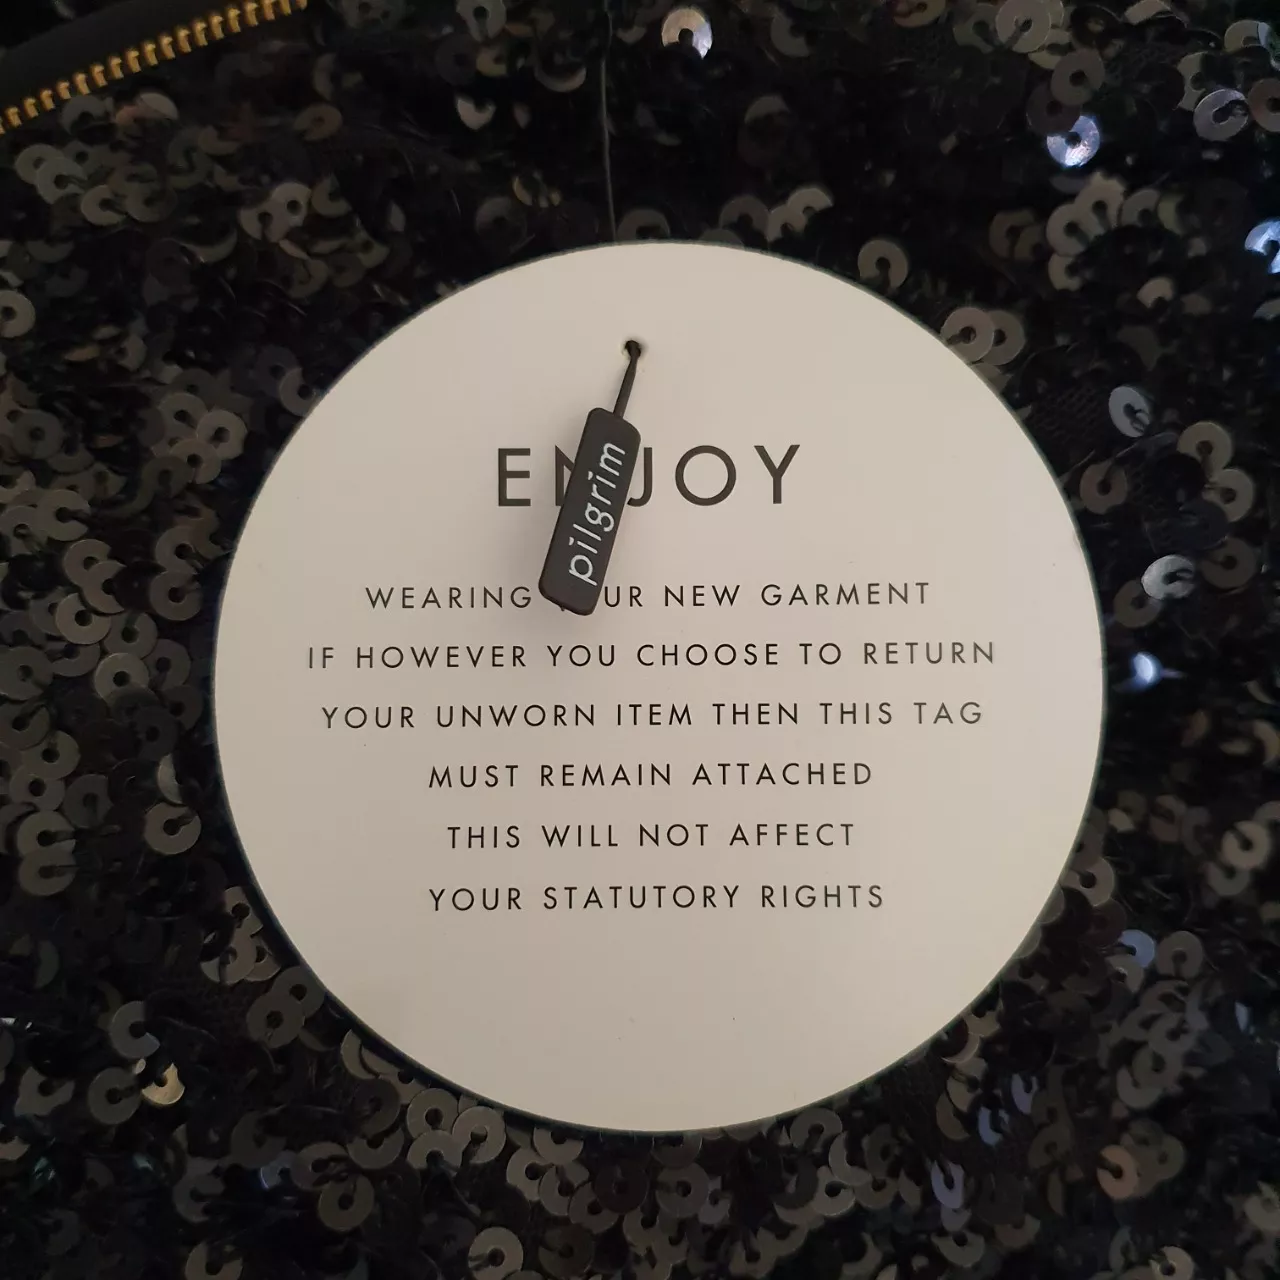 ENJOY
pilgrim
WEARING YOUR NEW GARMENT
IF HOWEVER YOU CHOOSE TO RETURN
YOUR UNWORN ITEM THEN THIS TAG
MUST REMAIN ATTACHED
THIS WILL NOT AFFECT
YOUR STATUTORY RIGHTS